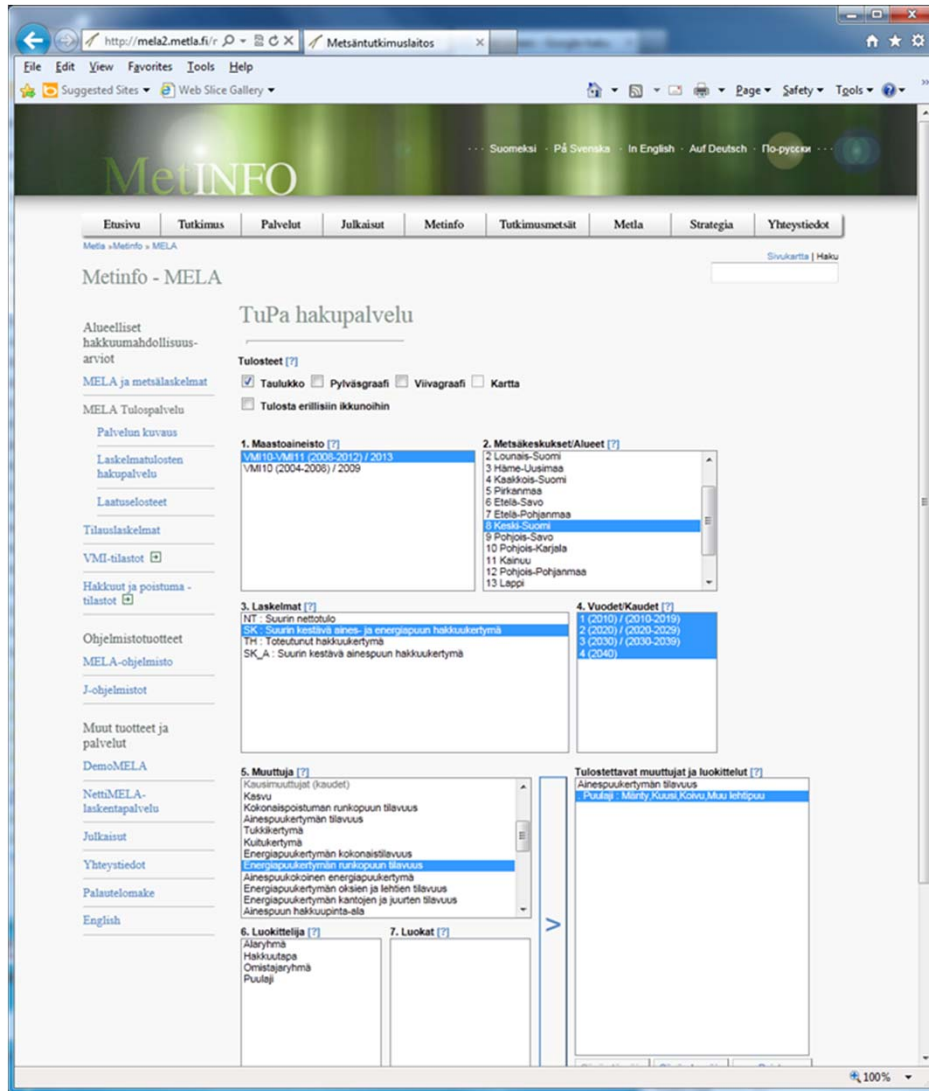 http://mela2.metla.fi/r
Metsäntutkimuslaitos
File Edit View Favorites Tools Help
Suggested Sites Web Slice Gallery
Page Safety Tools
··· Suomeksi · På Svenska · In English · Auf Deutsch · По-русски ···
MetINFO
Etusivu Tutkimus Palvelut Julkaisut Metinfo Tutkimusmetsät Metla Strategia Yhteystiedot
Metla »Metinfo » MELA
Sivukartta | Haku
Metinfo - MELA
TuPa hakupalvelu
Alueelliset
hakkuumahdollisuus-
arviot
MELA ja metsälaskelmat
MELA Tulospalvelu
Palvelun kuvaus
Laskelmatulosten
hakupalvelu
Laatuselosteet
Tilauslaskelmat
VMI-tilastot
Hakkuut ja poistuma -
tilastot
Ohjelmistotuotteet
MELA-ohjelmisto
J-ohjelmistot
Muut tuotteet ja
palvelut
DemoMELA
NettiMELA-
laskentapalvelu
Julkaisut
Yhteystiedot
Palautelomake
English
Tulosteet [?]
Taulukko Pylväsgraafi Viivagraafi Kartta
Tulosta erillisiin ikkunoihin
1. Maastoaineisto [?]
VMI10-VMI11 (2008-2012) / 2013
VMI10 (2004-2008) / 2009
2. Metsäkeskukset/Alueet [?]
2 Lounais-Suomi
3 Häme-Uusimaa
4 Kaakkois-Suomi
5 Pirkanmaa
6 Etelä-Savo
7 Etelä-Pohjanmaa
8 Keski-Suomi
9 Pohjois-Savo
10 Pohjois-Karjala
11 Kainuu
12 Pohjois-Pohjanmaa
13 Lappi
3. Laskelmat [?]
NT : Suurin nettotulo
SK : Suurin kestävä aines- ja energiapuun hakkuukertymä
TH : Toteutunut hakkuukertymä
SK_A : Suurin kestävä ainespuun hakkuukertymä
4. Vuodet/Kaudet [?]
1 (2010) / (2010-2019)
2 (2020) / (2020-2029)
3 (2030) / (2030-2039)
4 (2040)
5. Muuttuja [?]
Kausimuuttujat (kaudet)
Kasvu
Kokonaispoistuman runkopuun tilavuus
Ainespuukertymän tilavuus
Tukkikertymä
Kuitukertymä
Energiapuukertymän kokonaistilavuus
Energiapuukertymän runkopuun tilavuus
Ainespuukokoinen energiapuukertymä
Energiapuukertymän oksien ja lehtien tilavuus
Energiapuukertymän kantojen ja juurten tilavuus
Ainespuun hakkuupinta-ala
>
Tulostettavat muuttujat ja luokittelut [?]
Ainespuukertymän tilavuus
: Puulaji : Mänty,Kuusi,Koivu,Muu lehtipuu
6. Luokittelija [?]
Alaryhmä
Hakkuutapa
Omistajaryhmä
Puulaji
7. Luokat [?]
100%